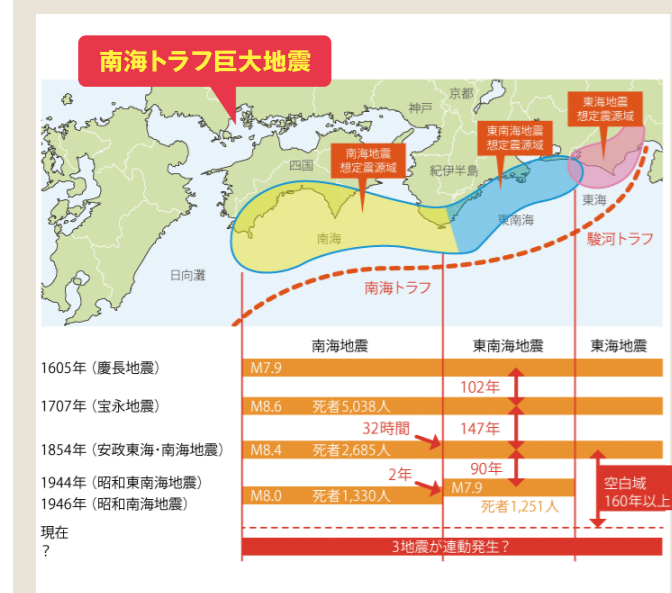 南海トラフ巨大地震
京都
神戸
東海地震
想定震源域
東南海地震
想定震源域
南海地震
想定震源域
四国
紀伊半島
東海
東南海
南海
駿河トラフ
日向灘
南海トラフ
南海地震 東南海地震 東海地震
1605年（慶長地震） M7.9
102年
1707年（宝永地震） M8.6 死者5,038人
32時間 147年
1854年（安政東海・南海地震） M8.4 死者2,685人
2年 90年
1944年（昭和東南海地震） M7.9
空白域
160年以上
1946年（昭和南海地震） M8.0 死者1,330人
死者1,251人
現在
?
3地震が連動発生？